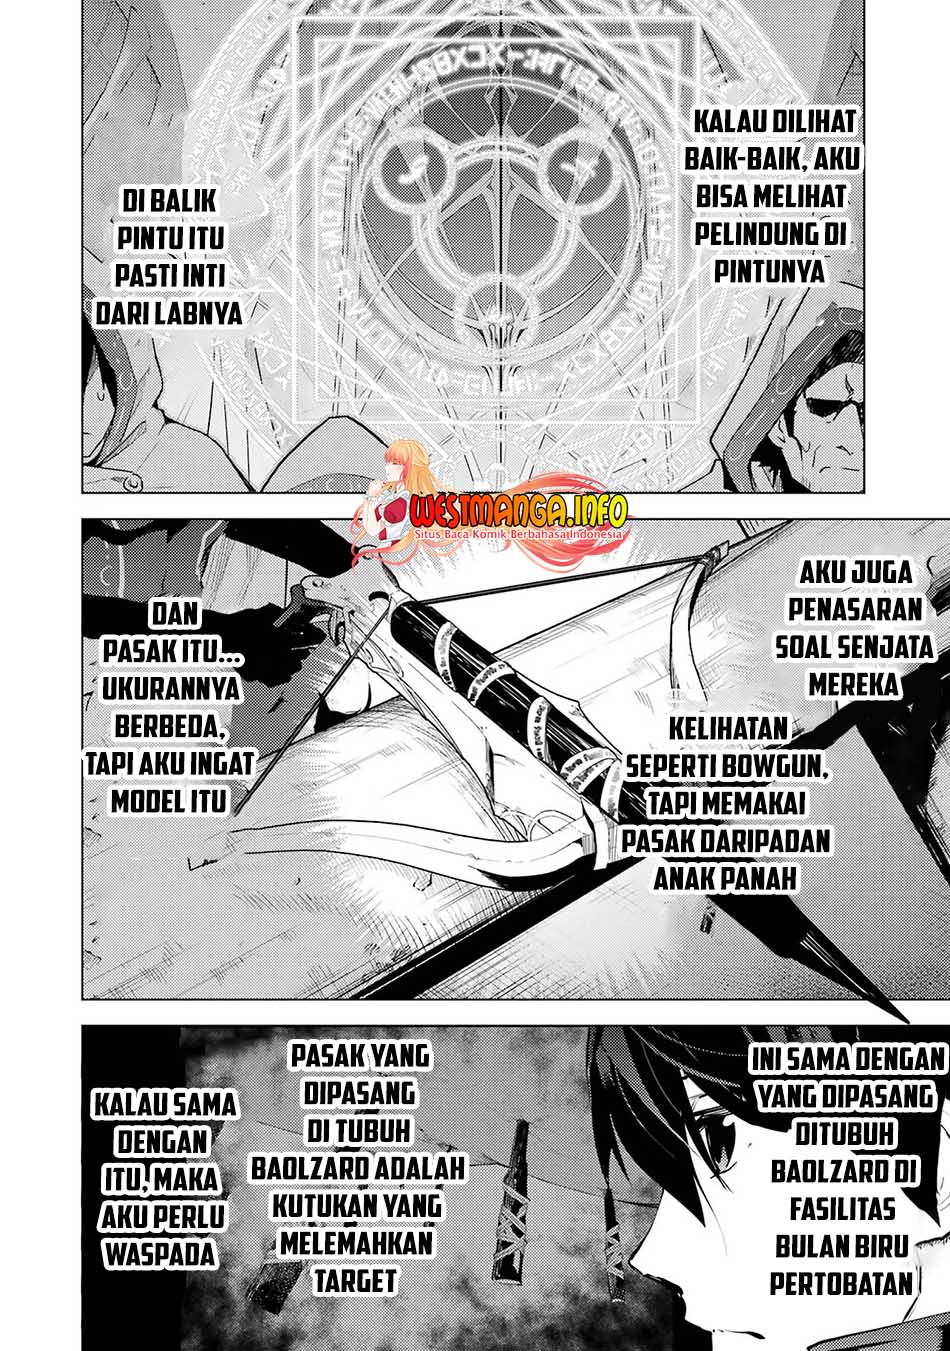 KALAU DILIHAT
BAIK-BAIK, AKU
BISA MELIHAT
PELINDUNG DI
PINTUNYA
DI BALIK
PINTU ITU
PASTI INTI
DARI LABNYA
WESTMANGA.INFO
Situs Baca Komik Berbahasa Indonesia
AKU JUGA
PENASARAN
SOAL SENJATA
MEREKA
KELIHATAN
SEPERTI BOWGUN,
TAPI MEMAKAI
PASAK DARIPADAN
ANAK PANAH
DAN
PASAK ITU...
UKURANNYA
BERBEDA,
TAPI AKU INGAT
MODEL ITU
INI SAMA DENGAN
YANG DIPASANG
DITUBUH
BAOLZARD DI
FASILITAS
BULAN BIRU
PERTOBATAN
PASAK YANG
DIPASANG
DI TUBUH
BAOLZARD ADALAH
KUTUKAN YANG
MELEMAHKAN
TARGET
KALAU SAMA
DENGAN
ITU, MAKA
AKU PERLU
WASPADA